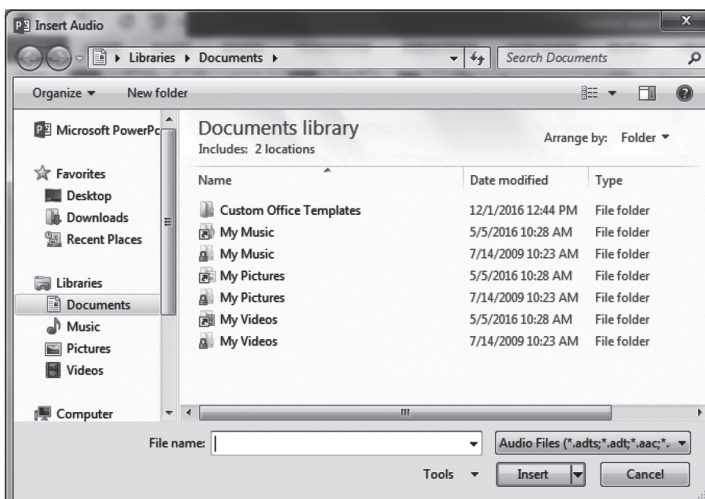 Insert Audio
Libraries Documents
Search Documents
Organize New folder
Microsoft PowerPo
Favorites
Desktop
Downloads
Recent Places
Libraries
Documents
Music
Pictures
Videos
Computer
Documents library
Includes: 2 locations
Arrange by: Folder
Name Date modified Type
Custom Office Templates 12/1/2016 12:44 PM File folder
My Music 5/5/2016 10:28 AM File folder
My Music 7/14/2009 10:23 AM File folder
My Pictures 5/5/2016 10:28 AM File folder
My Pictures 7/14/2009 10:23 AM File folder
My Videos 5/5/2016 10:28 AM File folder
My Videos 7/14/2009 10:23 AM File folder
File name:
Audio Files (*.adts;*.adt;*.aac;*.
Tools Insert Cancel